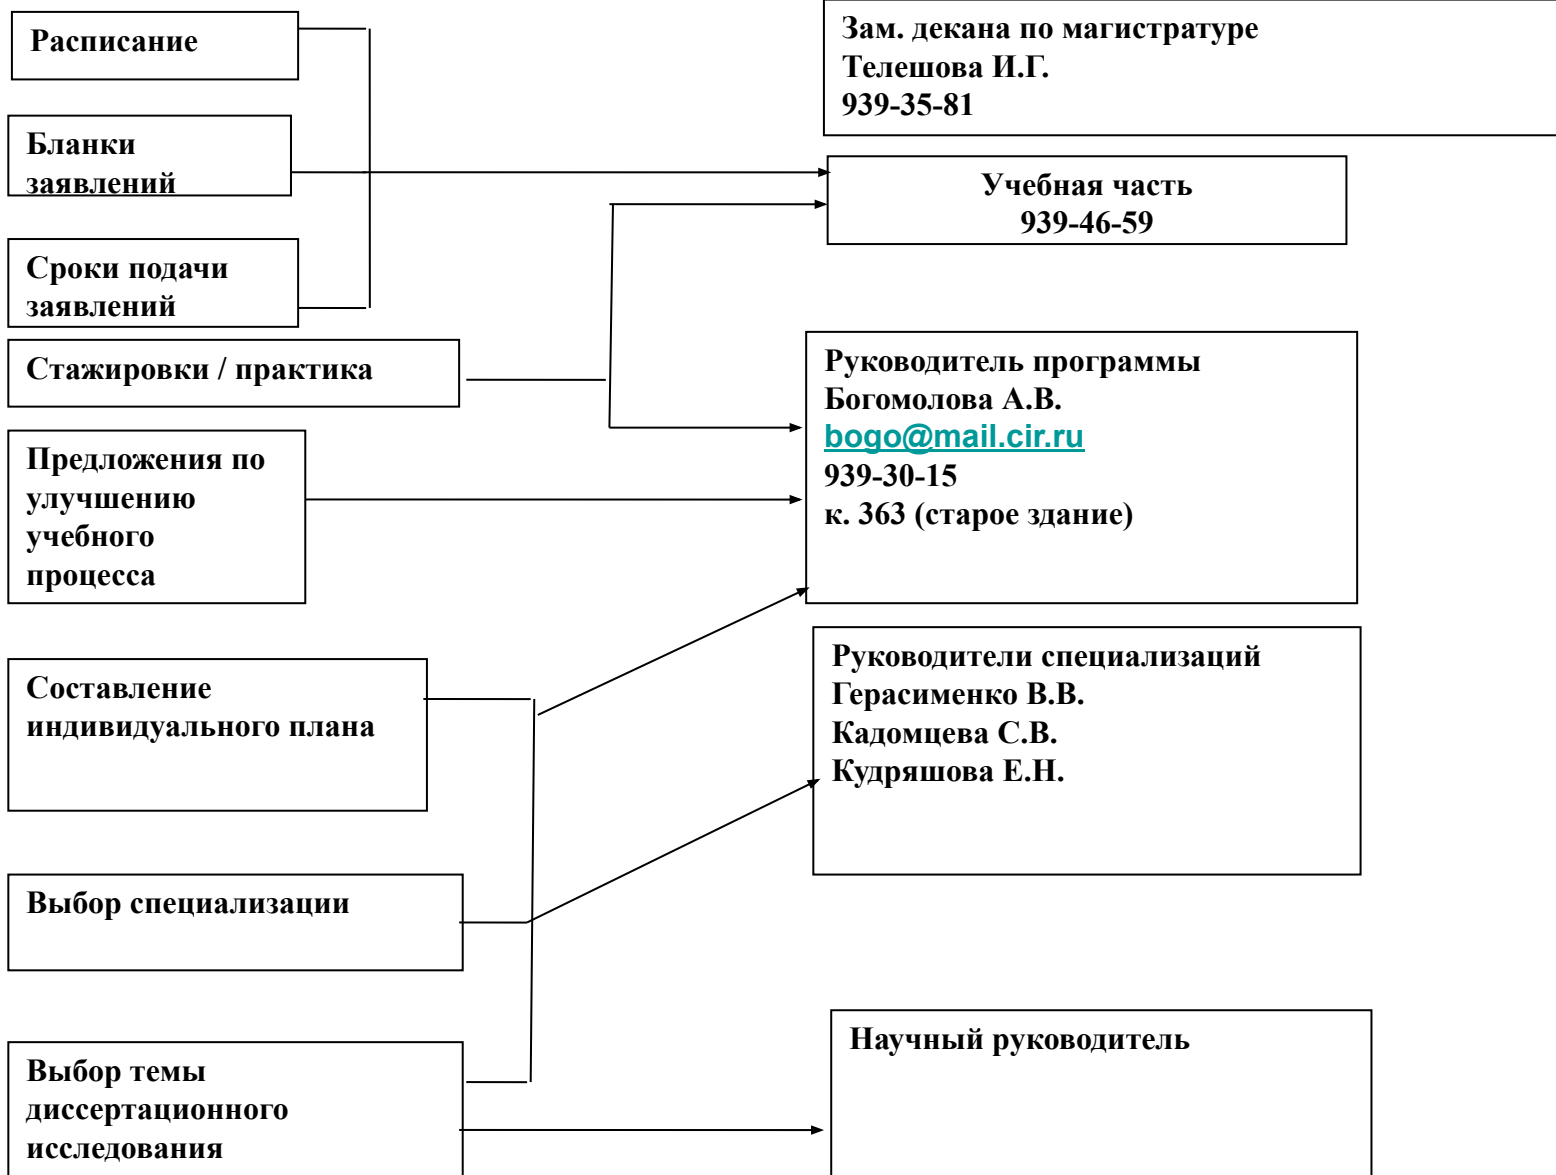 Расписание
Бланки
заявлений
Сроки подачи
заявлений
Стажировки / практика
Предложения по
улучшению
учебного
процесса
Составление
индивидуального плана
Выбор специализации
Выбор темы
диссертационного
исследования
Зам. декана по магистратуре
Телешова И.Г.
939-35-81
Учебная часть
939-46-59
Руководитель программы
Богомолова А.В.
bogo@mail.cir.ru
939-30-15
к. 363 (старое здание)
Руководители специализаций
Герасименко В.В.
Кадомцева С.В.
Кудряшова Е.Н.
Научный руководитель